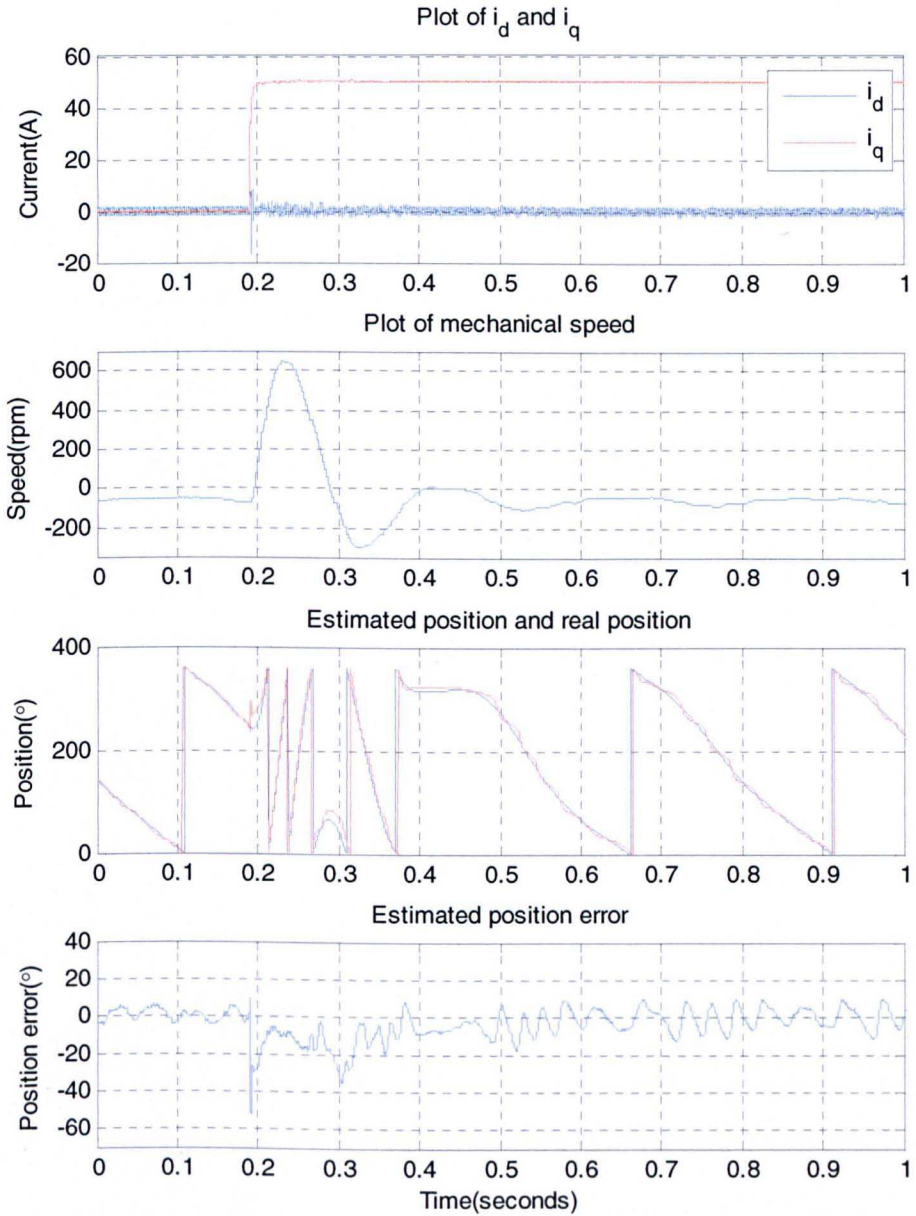 Plot of i_d and i_q
60
40
20
0
-20
Current(A)
i_d
i_q
0 0.1 0.2 0.3 0.4 0.5 0.6 0.7 0.8 0.9 1
Plot of mechanical speed
600
400
200
0
-200
Speed(rpm)
0 0.1 0.2 0.3 0.4 0.5 0.6 0.7 0.8 0.9 1
Estimated position and real position
400
200
0
Position(°)
0 0.1 0.2 0.3 0.4 0.5 0.6 0.7 0.8 0.9 1
Estimated position error
40
20
0
-20
-40
-60
Position error(°)
0 0.1 0.2 0.3 0.4 0.5 0.6 0.7 0.8 0.9 1
Time(seconds)